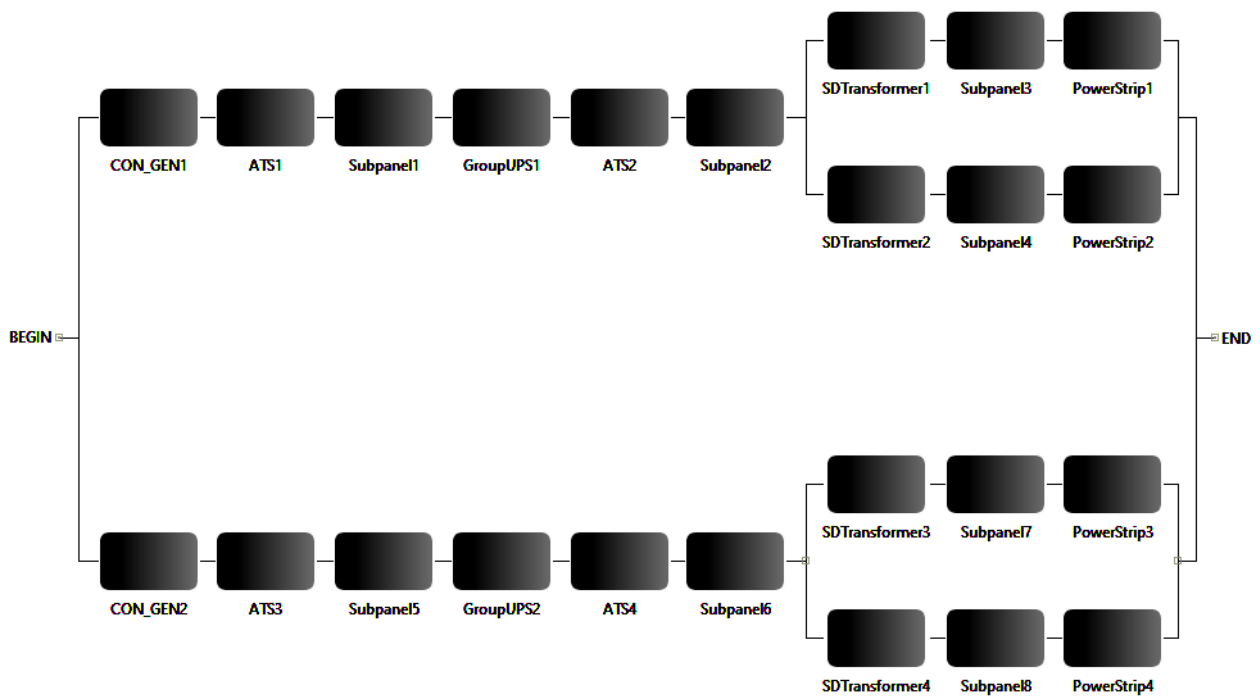 SDTransformer1 Subpanel3 PowerStrip1
CON_GEN1 ATS1 Subpanel1 GroupUPS1 ATS2 Subpanel2
SDTransformer2 Subpanel4 PowerStrip2
BEGIN END
SDTransformer3 Subpanel7 PowerStrip3
CON_GEN2 ATS3 Subpanel5 GroupUPS2 ATS4 Subpanel6
SDTransformer4 Subpanel8 PowerStrip4